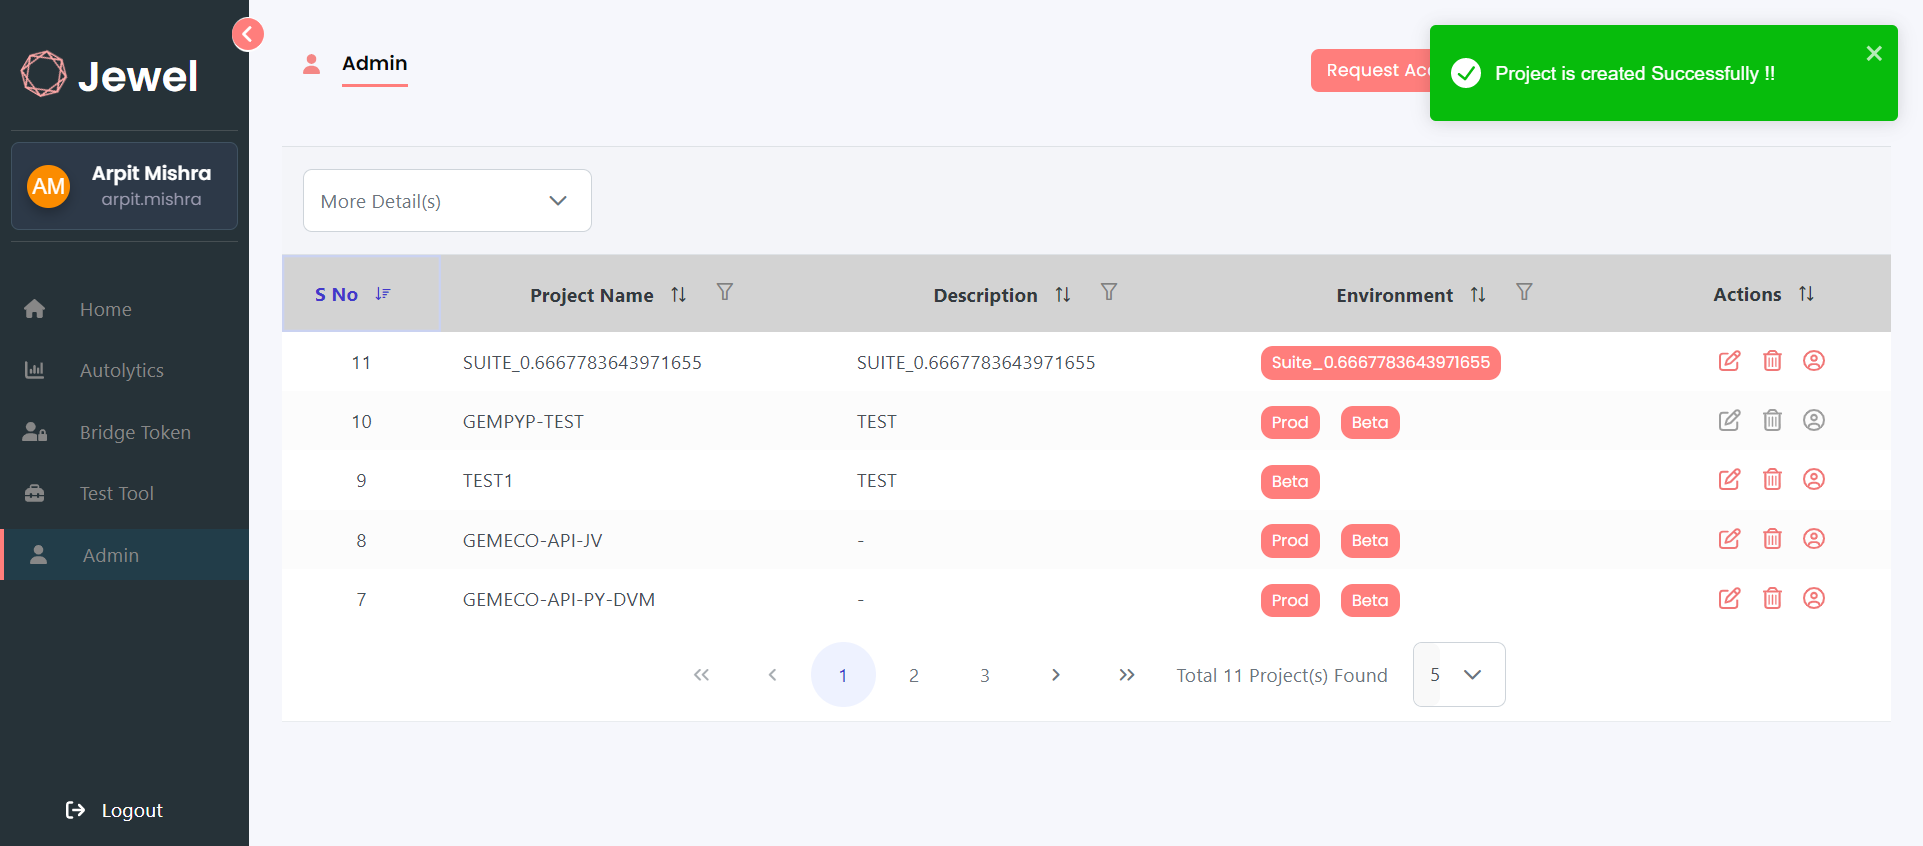 Jewel
AM
Arpit Mishra
arpit.mishra
Home
Autolytics
Bridge Token
Test Tool
Admin
Logout
Admin
Request Acc
Project is created Successfully !!
More Detail(s)
S No Project Name Description Environment Actions
11 SUITE_0.6667783643971655 SUITE_0.6667783643971655 Suite_0.6667783643971655
10 GEMPYP-TEST TEST Prod Beta
9 TEST1 TEST Beta
8 GEMECO-API-JV - Prod Beta
7 GEMECO-API-PY-DVM - Prod Beta
1 2 3 Total 11 Project(s) Found 5